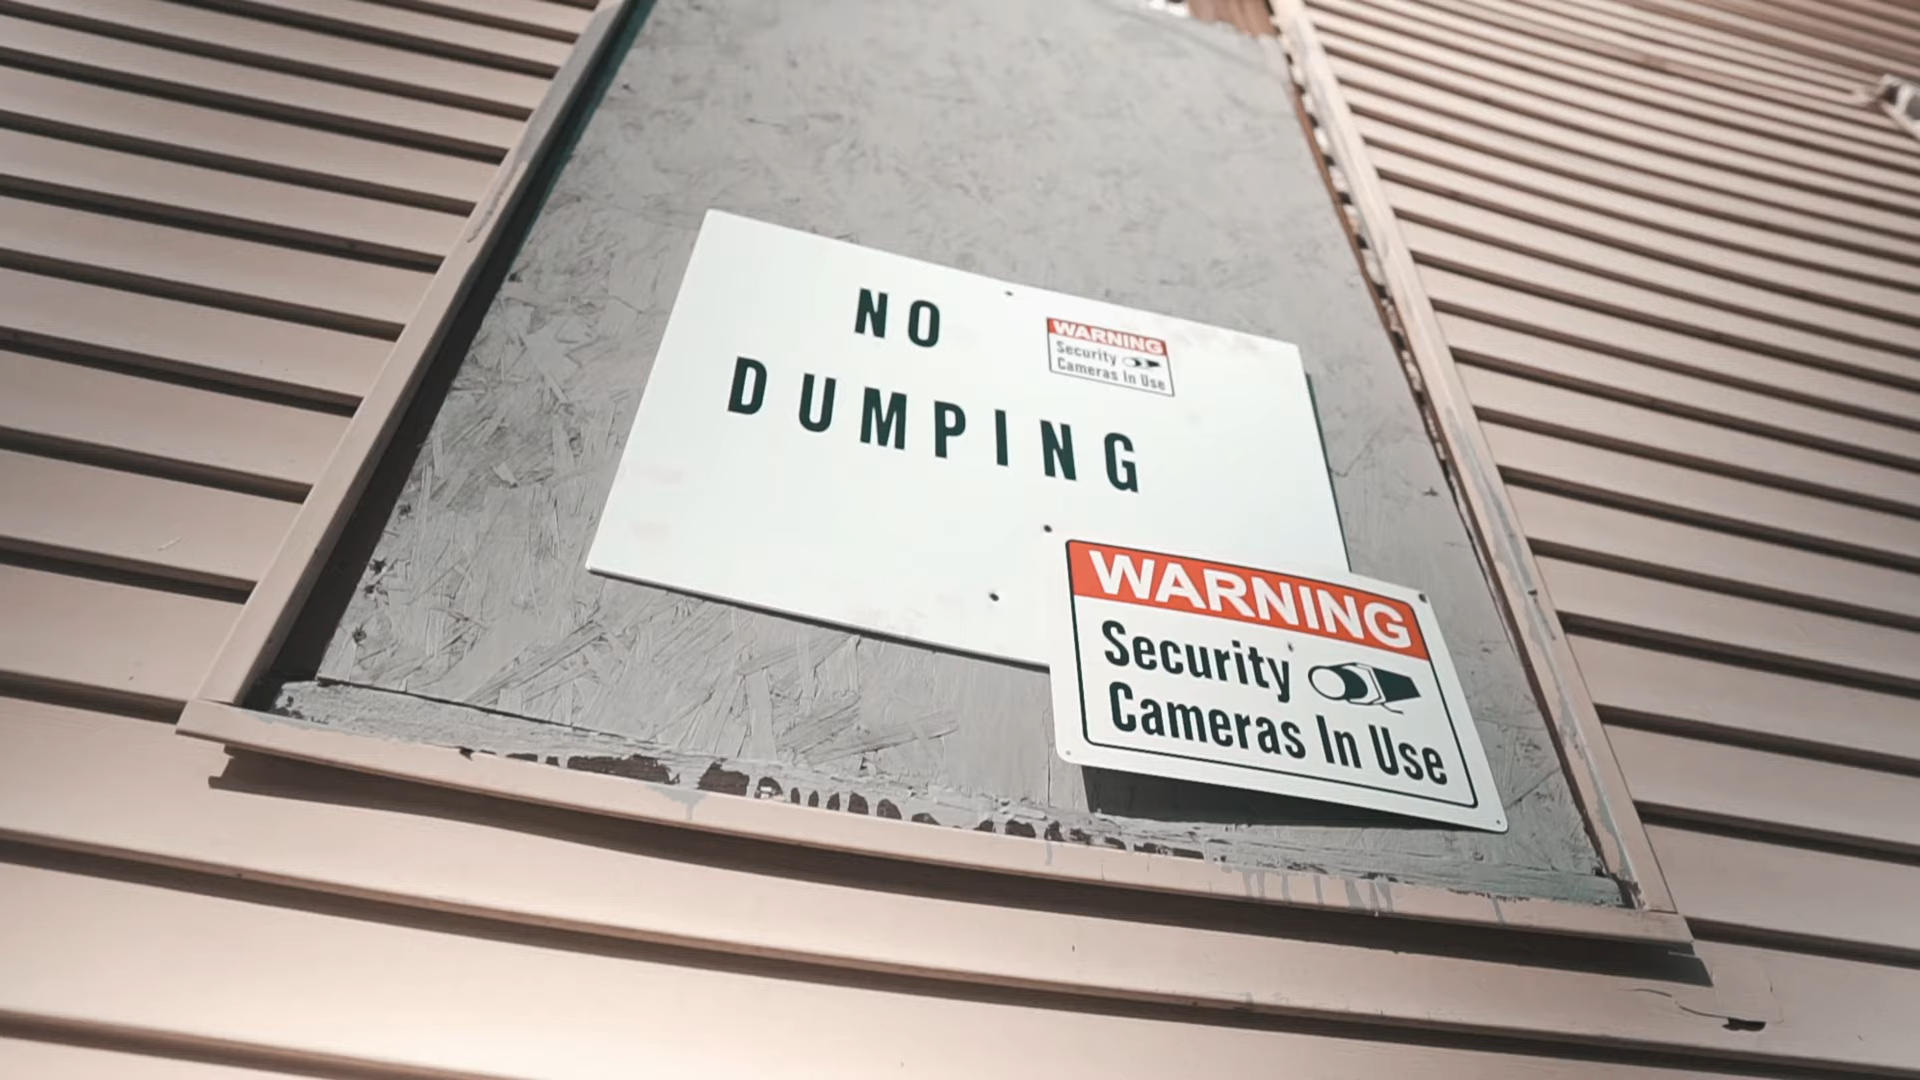 NO
DUMPING
WARNING
Security
Cameras In Use
WARNING
Security
Cameras In Use